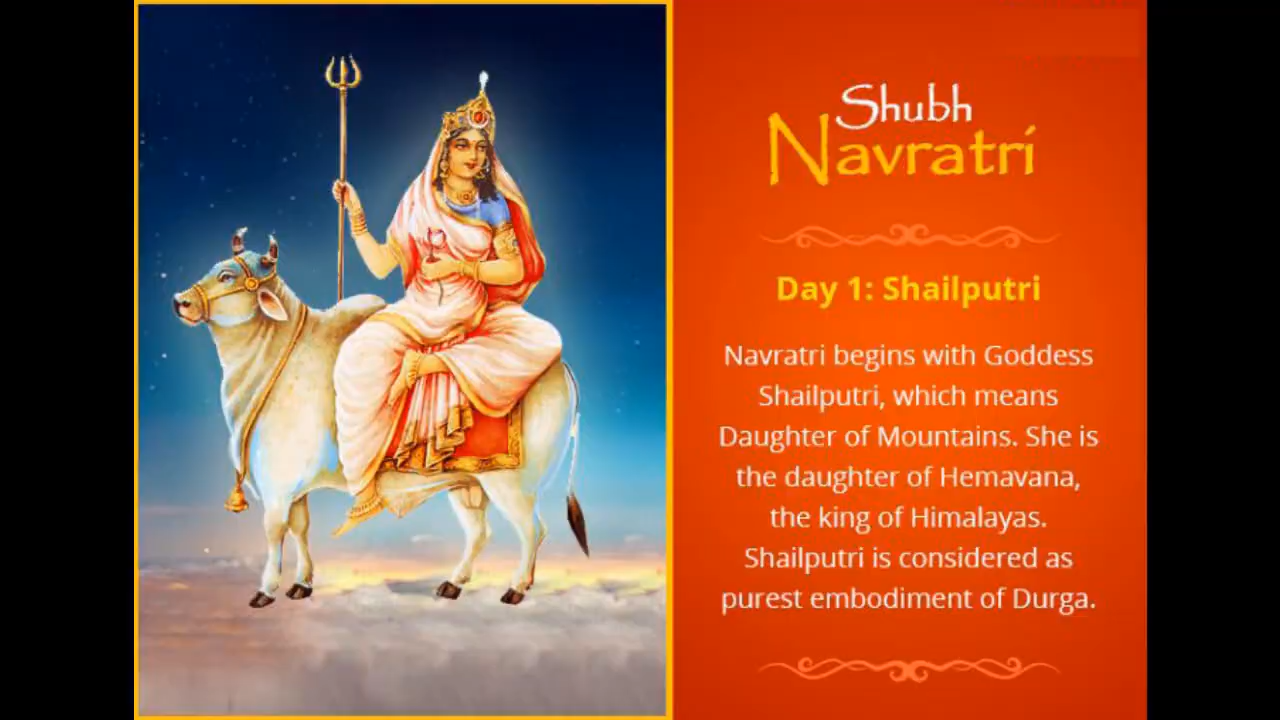 Shubh
Navratri
Day 1: Shailputri
Navratri begins with Goddess
Shailputri, which means
Daughter of Mountains. She is
the daughter of Hemavana,
the king of Himalayas.
Shailputri is considered as
purest embodiment of Durga.